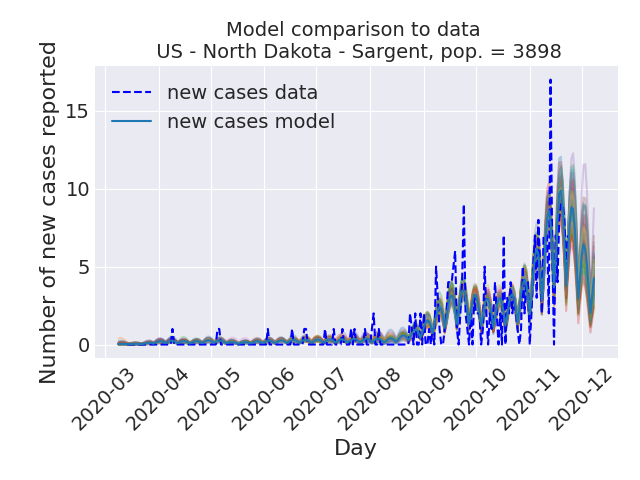 Model comparison to data
US - North Dakota - Sargent, pop. = 3898
new cases data
new cases model
Number of new cases reported
15
10
5
0
2020-03
2020-04
2020-05
2020-06
2020-07
2020-08
2020-09
2020-10
2020-11
2020-12
Day